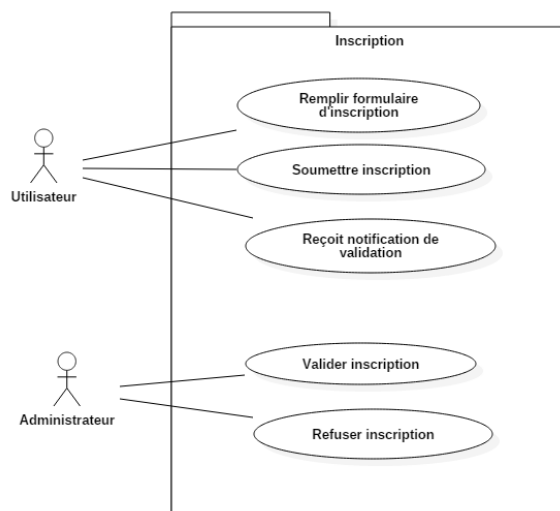 Inscription
Remplir formulaire
d'inscription
Soumettre inscription
Utilisateur
Reçoit notification de
validation
Valider inscription
Administrateur
Refuser inscription